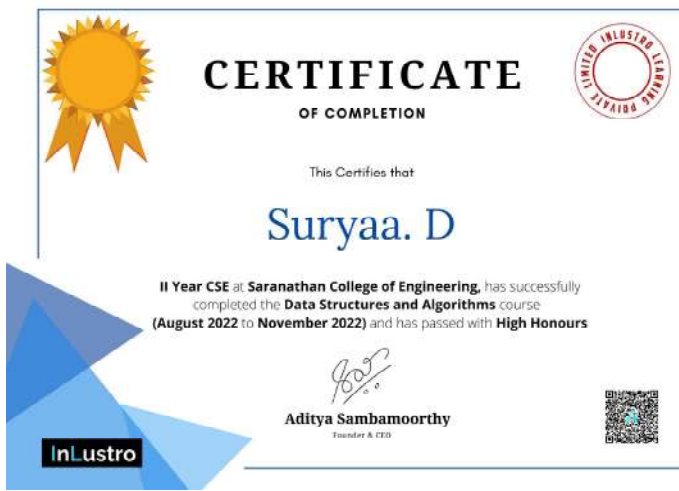 INLUSTRO LEARNING PRIVATE LIMITED
CERTIFICATE
OF COMPLETION
This Certifies that
Suryaa. D
II Year CSE at Saranathan College of Engineering, has successfully
completed the Data Structures and Algorithms course
(August 2022 to November 2022) and has passed with High Honours
Aditya Sambamoorthy
Founder & CEO
InLustro